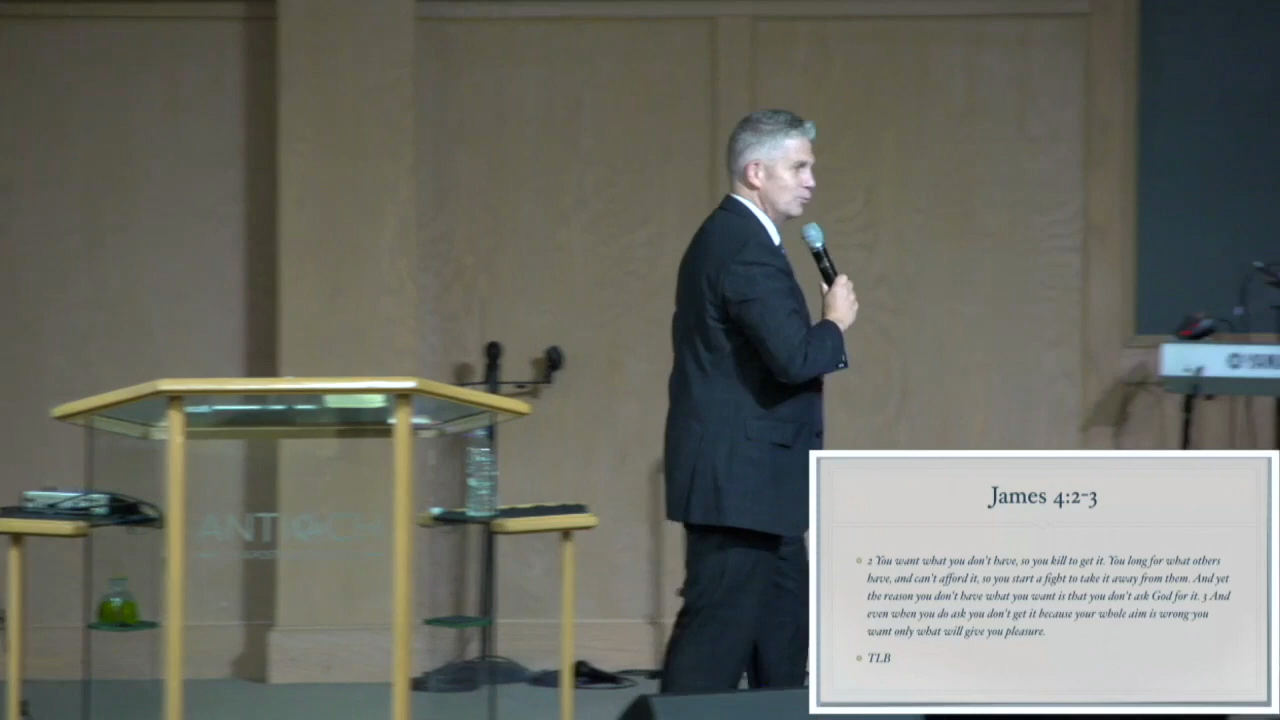 ANTIOCH
James 4:2-3
2 You want what you don't have, so you kill to get it. You long for what others
have, and can't afford it, so you start a fight to take it away from them. And yet
the reason you don't have what you want is that you don't ask God for it. 3 And
even when you do ask you don't get it because your whole aim is wrong-you
want only what will give you pleasure.
TLB